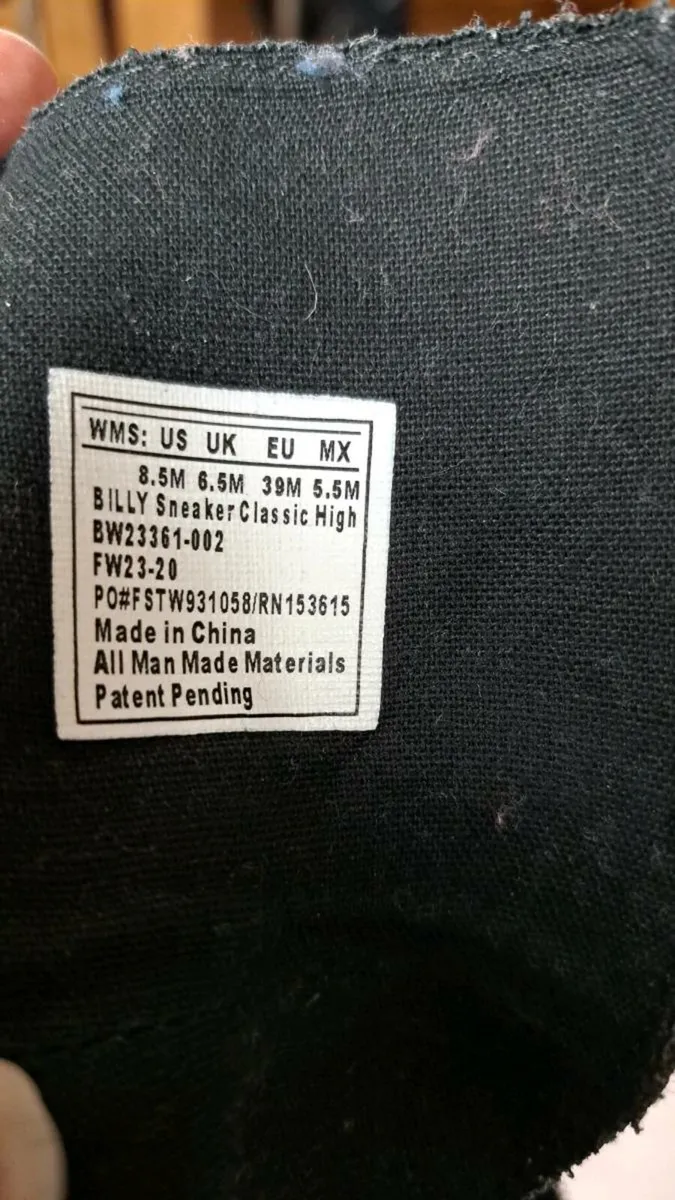 WMS: US UK EU MX
8.5M 6.5M 39M 5.5M
BILLY Sneaker Classic High
BW23361-002
FW23-20
PO#FSTW931058/RN153615
Made in China
All Man Made Materials
Patent Pending